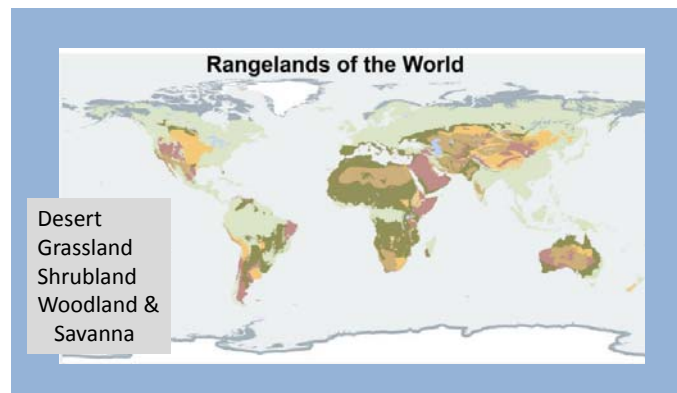 Rangelands of the World
Desert
Grassland
Shrubland
Woodland &
Savanna